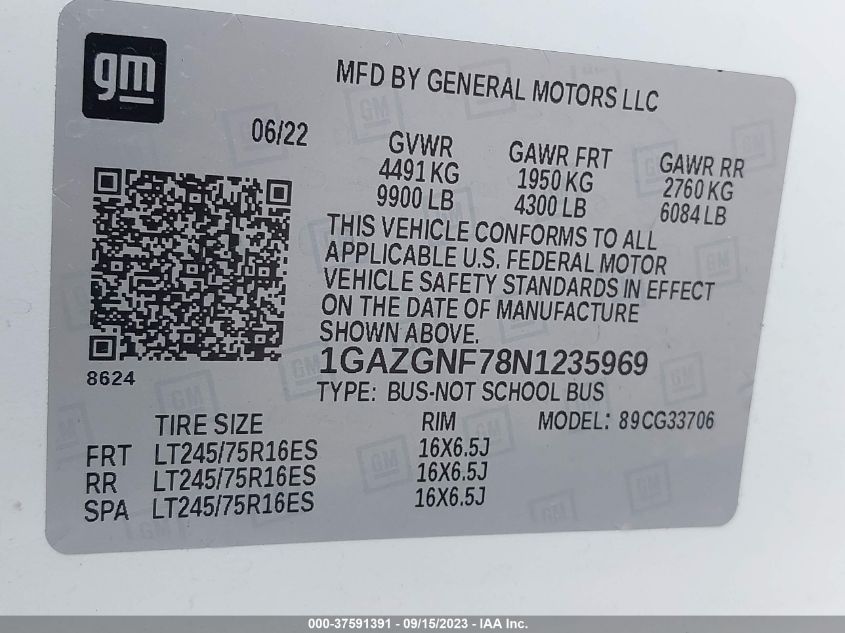 gm
MFD BY GENERAL MOTORS LLC
06/22
GVWR GAWR FRT GAWR RR
4491 KG 1950 KG 2760 KG
9900 LB 4300 LB 6084 LB
THIS VEHICLE CONFORMS TO ALL
APPLICABLE U.S. FEDERAL MOTOR
VEHICLE SAFETY STANDARDS IN EFFECT
ON THE DATE OF MANUFACTURE
SHOWN ABOVE.
1GAZGNF78N1235969
8624
TYPE: BUS-NOT SCHOOL BUS
TIRE SIZE RIM MODEL: 89CG33706
FRT LT245/75R16ES 16X6.5J
RR LT245/75R16ES 16X6.5J
SPA LT245/75R16ES 16X6.5J
000-37591391 - 09/15/2023 - IAA Inc.